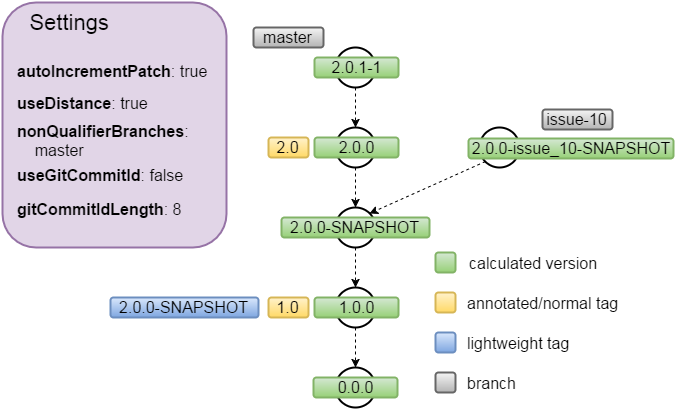 Settings
autoIncrementPatch: true
useDistance: true
nonQualifierBranches:
master
useGitCommitId: false
gitCommitIdLength: 8
master
2.0.1-1
issue-10
2.0
2.0.0
2.0.0-issue_10-SNAPSHOT
2.0.0-SNAPSHOT
calculated version
2.0.0-SNAPSHOT
1.0
1.0.0
annotated/normal tag
lightweight tag
0.0.0
branch